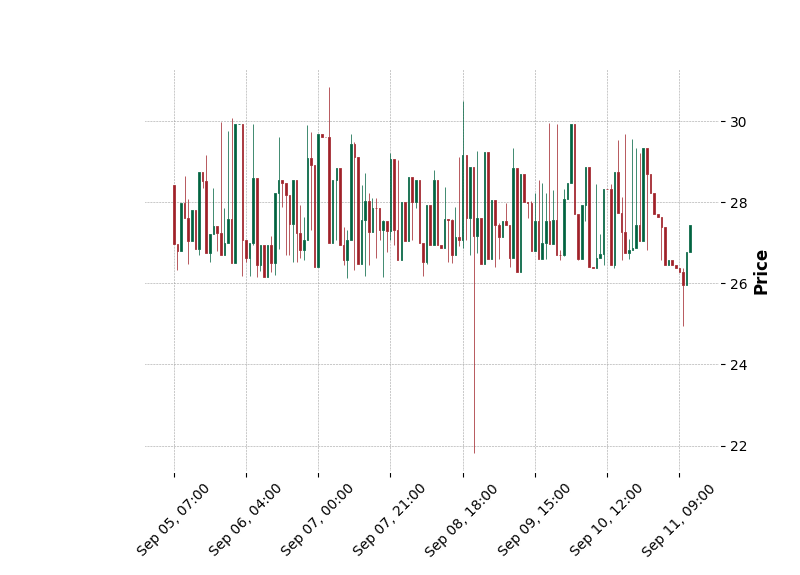 30
28
26
24
22
Price
Sep 05, 07:00
Sep 06, 04:00
Sep 07, 00:00
Sep 07, 21:00
Sep 08, 18:00
Sep 09, 15:00
Sep 10, 12:00
Sep 11, 09:00